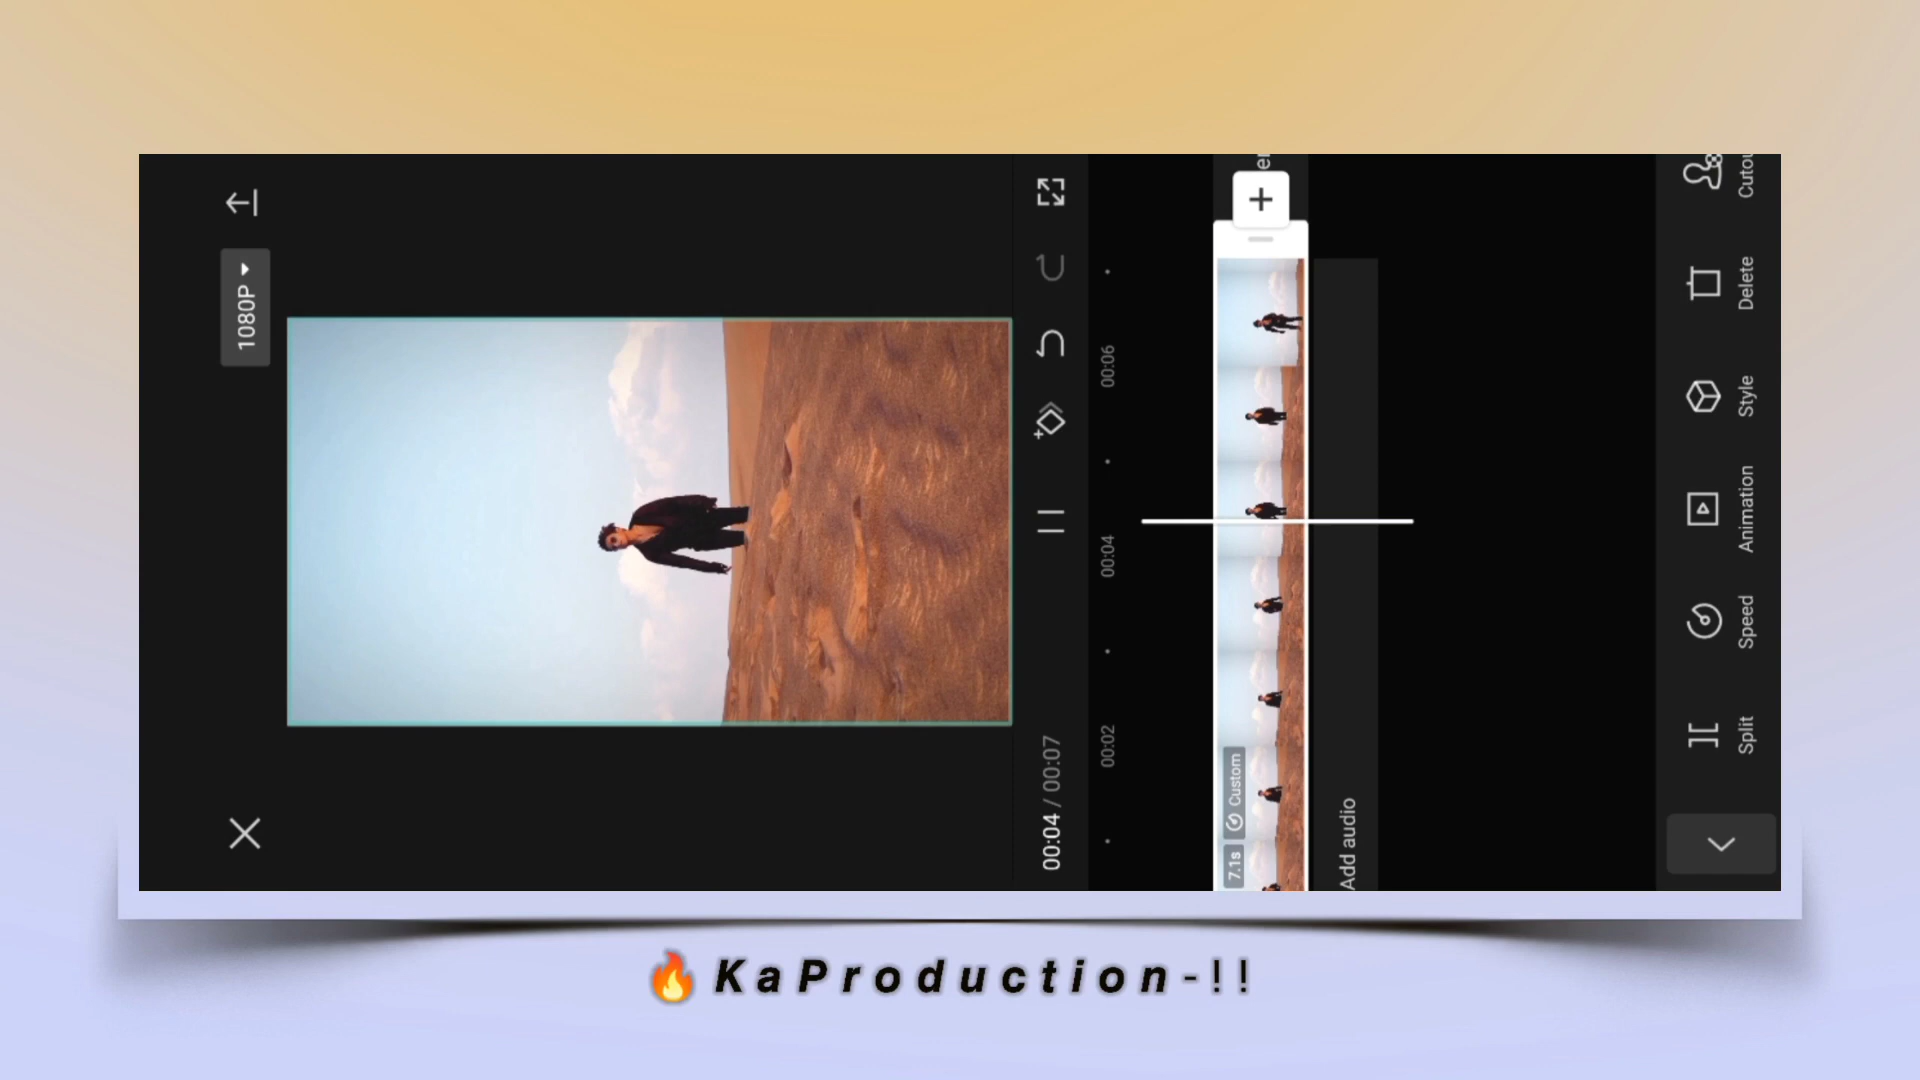 1080P
00:04 / 00:07
00:02
00:04
00:06
7.1s
Custom
Add audio
Split
Speed
Animation
Style
Delete
🔥 KaProduction-!!